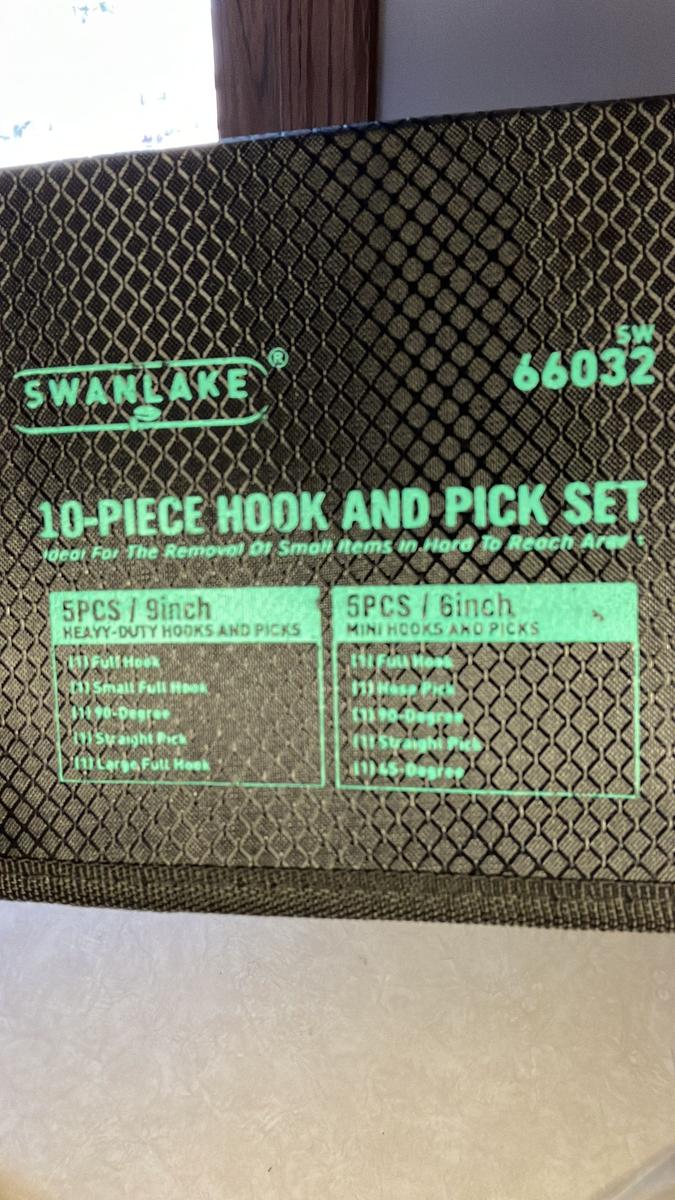 SWANLAKE®
SW
66032
10-PIECE HOOK AND PICK SET
Ideal For The Removal Of Small Items In Hard To Reach
5PCS / 9inch
HEAVY-DUTY HOOKS AND PICKS
(1) Full Hook
(1) Small Full Hook
(1) 90-Degree
(1) Straight Pick
(1) Large Full Hook
5PCS / 6inch
MINI HOOKS AND PICKS
(1) Full Hook
(1) Hose Pick
(1) 90-Degree
(1) Straight Pick
(1) 45-Degree